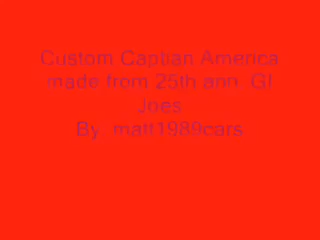 Custom Captian America
made from 25th ann. GI
Joes
By: matt1989cars